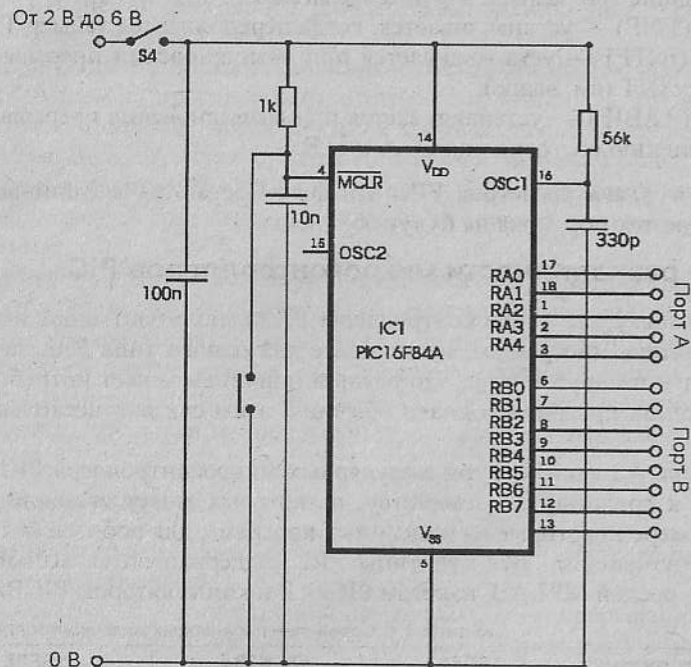 От 2 В до 6 В
S4
1k
14
V_DD
56k
4
MCLR
OSC1
16
10n
15
OSC2
330p
100n
IC1
PIC16F84A
RA0
17
RA1
18
RA2
1
RA3
2
RA4
3
Порт А
RB0
6
RB1
7
RB2
8
RB3
9
RB4
10
RB5
11
RB6
12
RB7
13
Порт В
V_SS
5
0 В